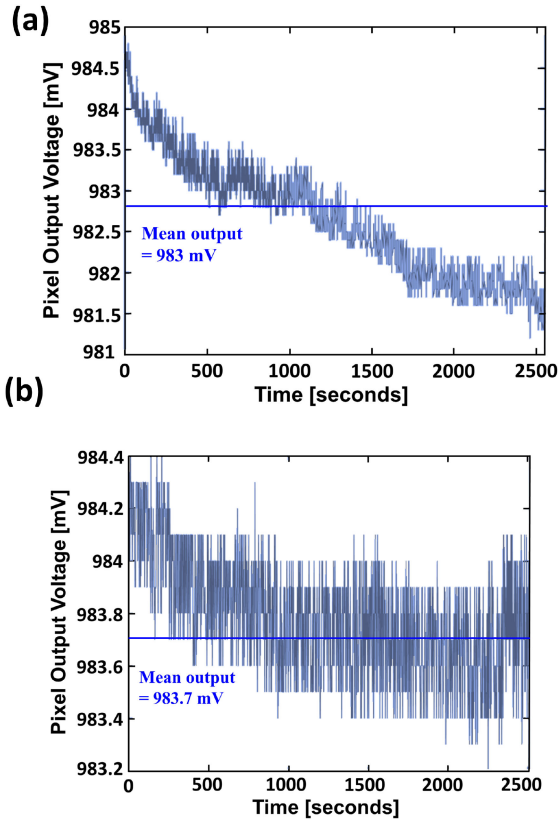 (a)
Pixel Output Voltage [mV]
985
984.5
984
983.5
983
982.5
982
981.5
981
Mean output
= 983 mV
0 500 1000 1500 2000 2500
Time [seconds]
(b)
Pixel Output Voltage [mV]
984.4
984.2
984
983.8
983.6
983.4
983.2
Mean output
= 983.7 mV
0 500 1000 1500 2000 2500
Time [seconds]